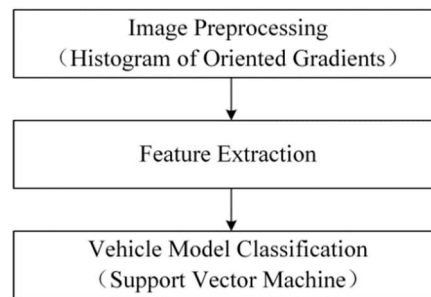 Image Preprocessing
（Histogram of Oriented Gradients）
Feature Extraction
Vehicle Model Classification
（Support Vector Machine）